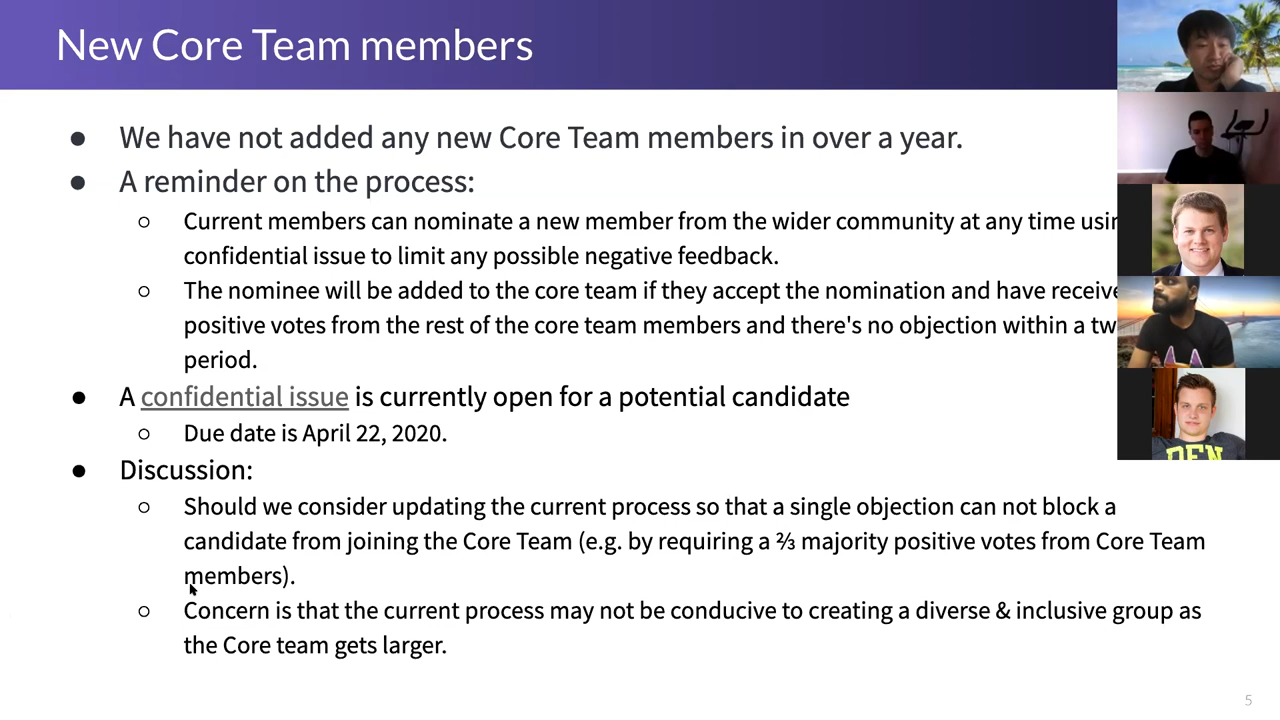 New Core Team members
● We have not added any new Core Team members in over a year.
● A reminder on the process:
○ Current members can nominate a new member from the wider community at any time
confidential issue to limit any possible negative feedback.
○ The nominee will be added to the core team if they accept the nomination and have
positive votes from the rest of the core team members and there's no objection within a
period.
● A confidential issue is currently open for a potential candidate
○ Due date is April 22, 2020.
● Discussion:
○ Should we consider updating the current process so that a single objection can not block a
candidate from joining the Core Team (e.g. by requiring a ⅔ majority positive votes from Core Team
members).
○ Concern is that the current process may not be conducive to creating a diverse & inclusive group as
the Core team gets larger.
5